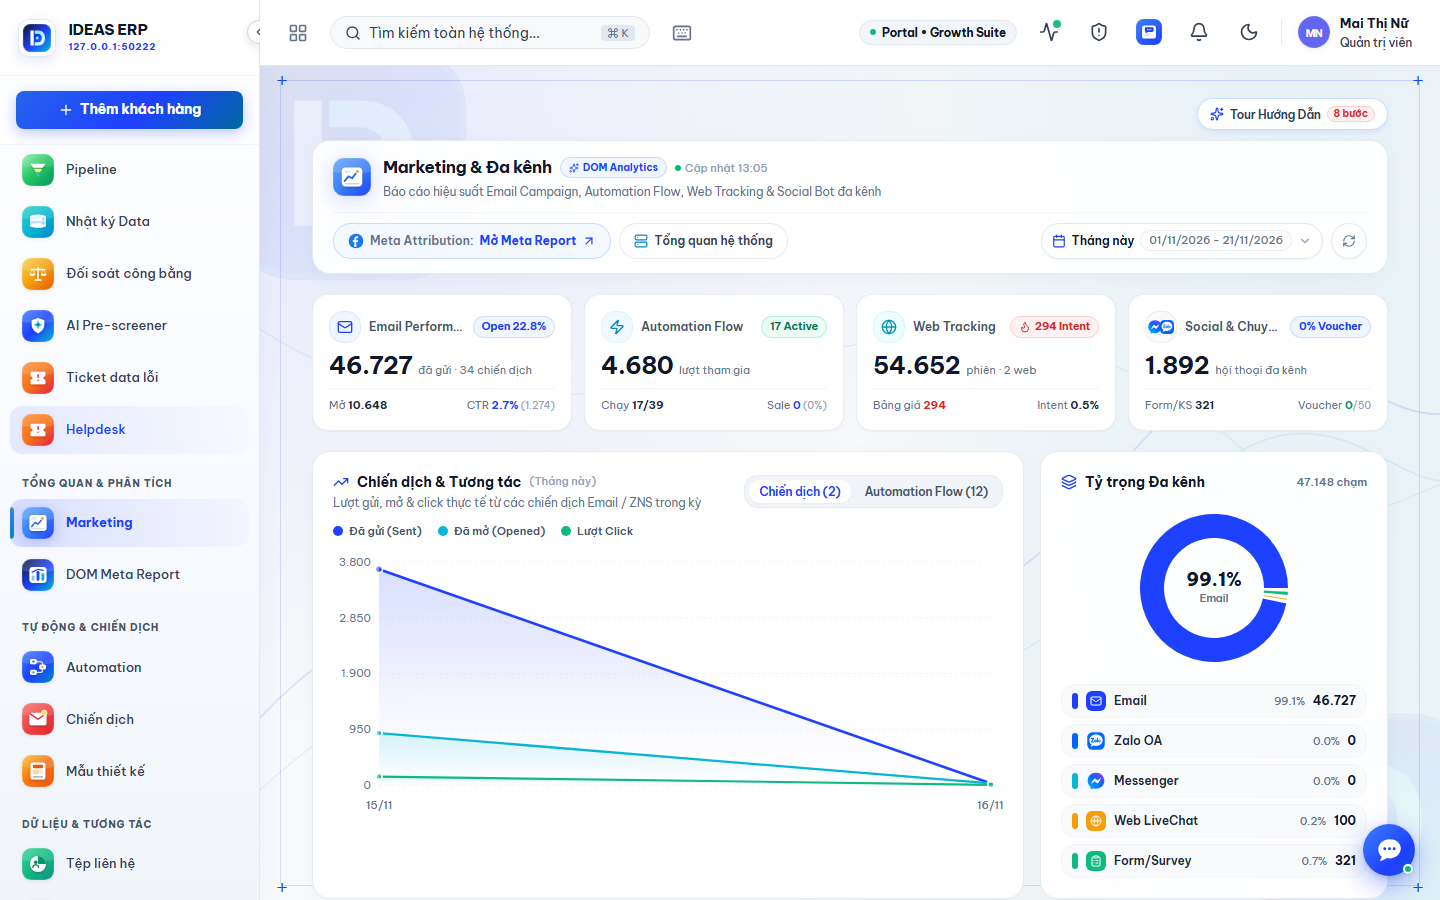 IDEAS ERP
127.0.0.1:50222
Thêm khách hàng
Pipeline
Nhật ký Data
Đối soát công bằng
AI Pre-screener
Ticket data lỗi
Helpdesk
TỔNG QUAN & PHÂN TÍCH
Marketing
DOM Meta Report
TỰ ĐỘNG & CHIẾN DỊCH
Automation
Chiến dịch
Mẫu thiết kế
DỮ LIỆU & TƯƠNG TÁC
Tệp liên hệ
Tìm kiếm toàn hệ thống... ⌘ K
Portal • Growth Suite
MN
Mai Thị Nữ
Quản trị viên
Tour Hướng Dẫn 8 bước
Marketing & Đa kênh DOM Analytics Cập nhật 13:05
Báo cáo hiệu suất Email Campaign, Automation Flow, Web Tracking & Social Bot đa kênh
Meta Attribution: Mở Meta Report
Tổng quan hệ thống
Tháng này 01/11/2026 - 21/11/2026
Email Perform... Open 22.8%
46.727 đã gửi · 34 chiến dịch
Mở 10.648 CTR 2.7% (1.274)
Automation Flow 17 Active
4.680 lượt tham gia
Chạy 17/39 Sale 0 (0%)
Web Tracking 294 Intent
54.652 phiên · 2 web
Bảng giá 294 Intent 0.5%
Zalo
Social & Chuy... 0% Voucher
1.892 hội thoại đa kênh
Form/KS 321 Voucher 0/50
Chiến dịch & Tương tác (Tháng này)
Lượt gửi, mở & click thực tế từ các chiến dịch Email / ZNS trong kỳ
Chiến dịch (2) Automation Flow (12)
Đã gửi (Sent) Đã mở (Opened) Lượt Click
3.800
2.850
1.900
950
0
15/11 16/11
Tỷ trọng Đa kênh 47.148 chạm
99.1%
Email
Email 99.1% 46.727
Zalo
Zalo OA 0.0% 0
Messenger 0.0% 0
Web LiveChat 0.2% 100
Form/Survey 0.7% 321